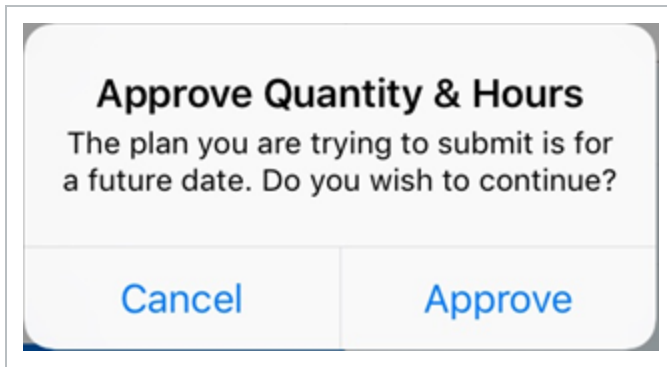 Approve Quantity & Hours
The plan you are trying to submit is for
a future date. Do you wish to continue?
Cancel
Approve